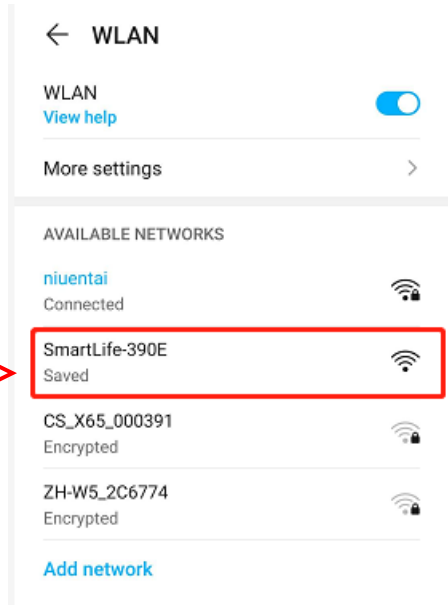 WLAN
WLAN
View help
More settings
AVAILABLE NETWORKS
niuentai
Connected
SmartLife-390E
Saved
CS_X65_000391
Encrypted
ZH-W5_2C6774
Encrypted
Add network